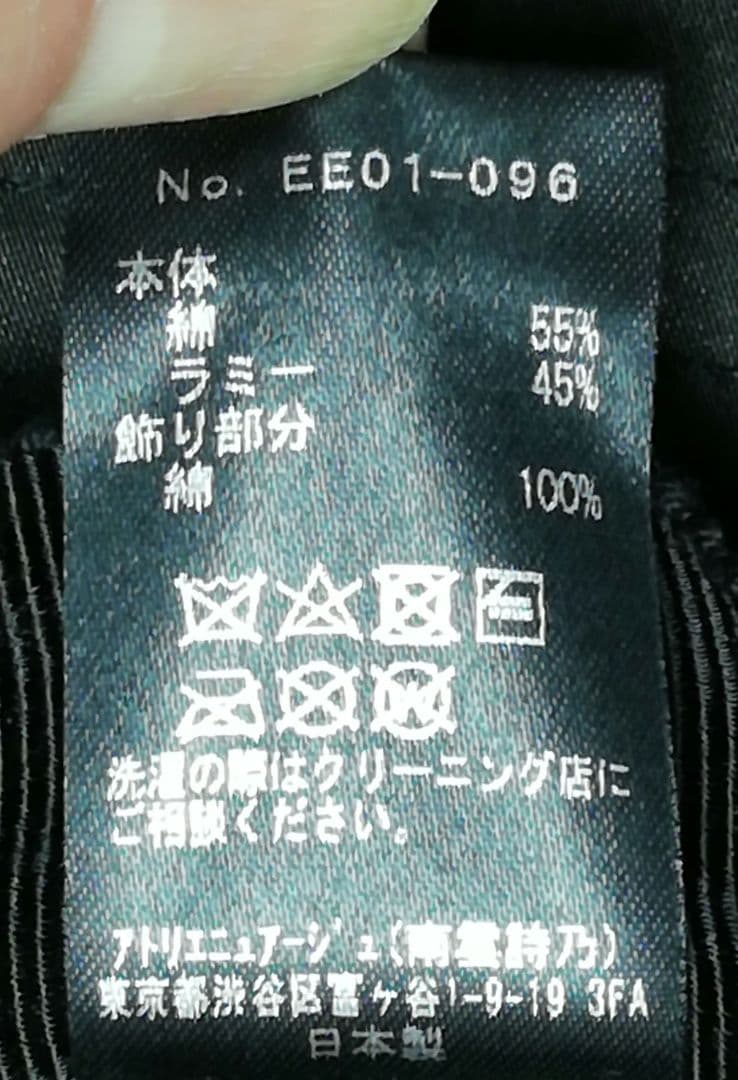 No. EE01-096
本体
綿 55%
ラミー 45%
飾り部分
綿 100%
W
洗濯の際はクリーニング店に
ご相談ください。
アトリエニュアージュ(南雲詩乃)
東京都渋谷区富ヶ谷1-9-19 3FA
日本製